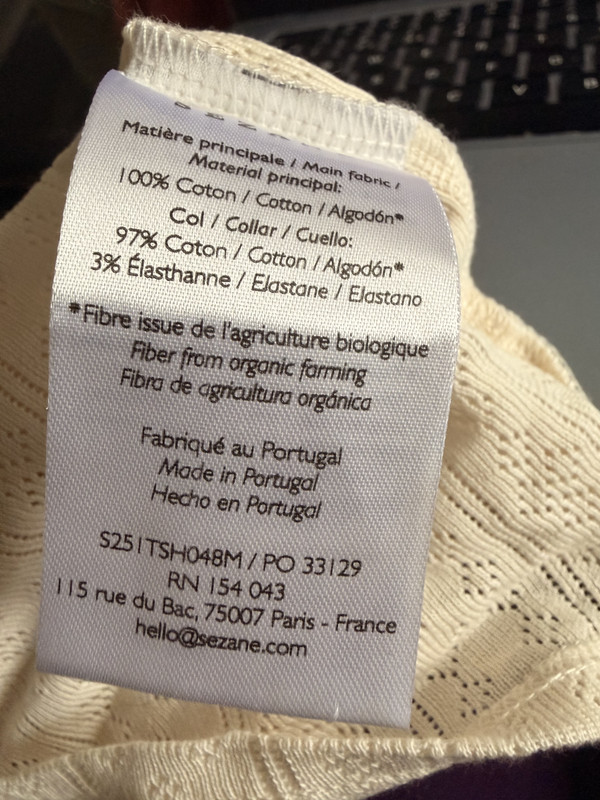 Matière principale / Main fabric /
Material principal:
100% Coton / Cotton / Algodón*
Col / Collar / Cuello:
97% Coton / Cotton / Algodón*
3% Élasthanne / Elastane / Elastano
*Fibre issue de l'agriculture biologique
Fiber from organic farming
Fibra de agricultura orgánica
Fabriqué au Portugal
Made in Portugal
Hecho en Portugal
S251TSH048M / PO 33129
RN 154 043
115 rue du Bac, 75007 Paris - France
hello@sezane.com